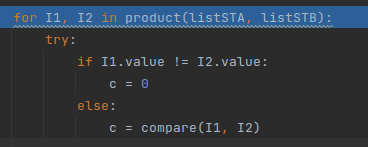 for I1, I2 in product(listSTA, listSTB):
    try:
        if I1.value != I2.value:
            c = 0
        else:
            c = compare(I1, I2)